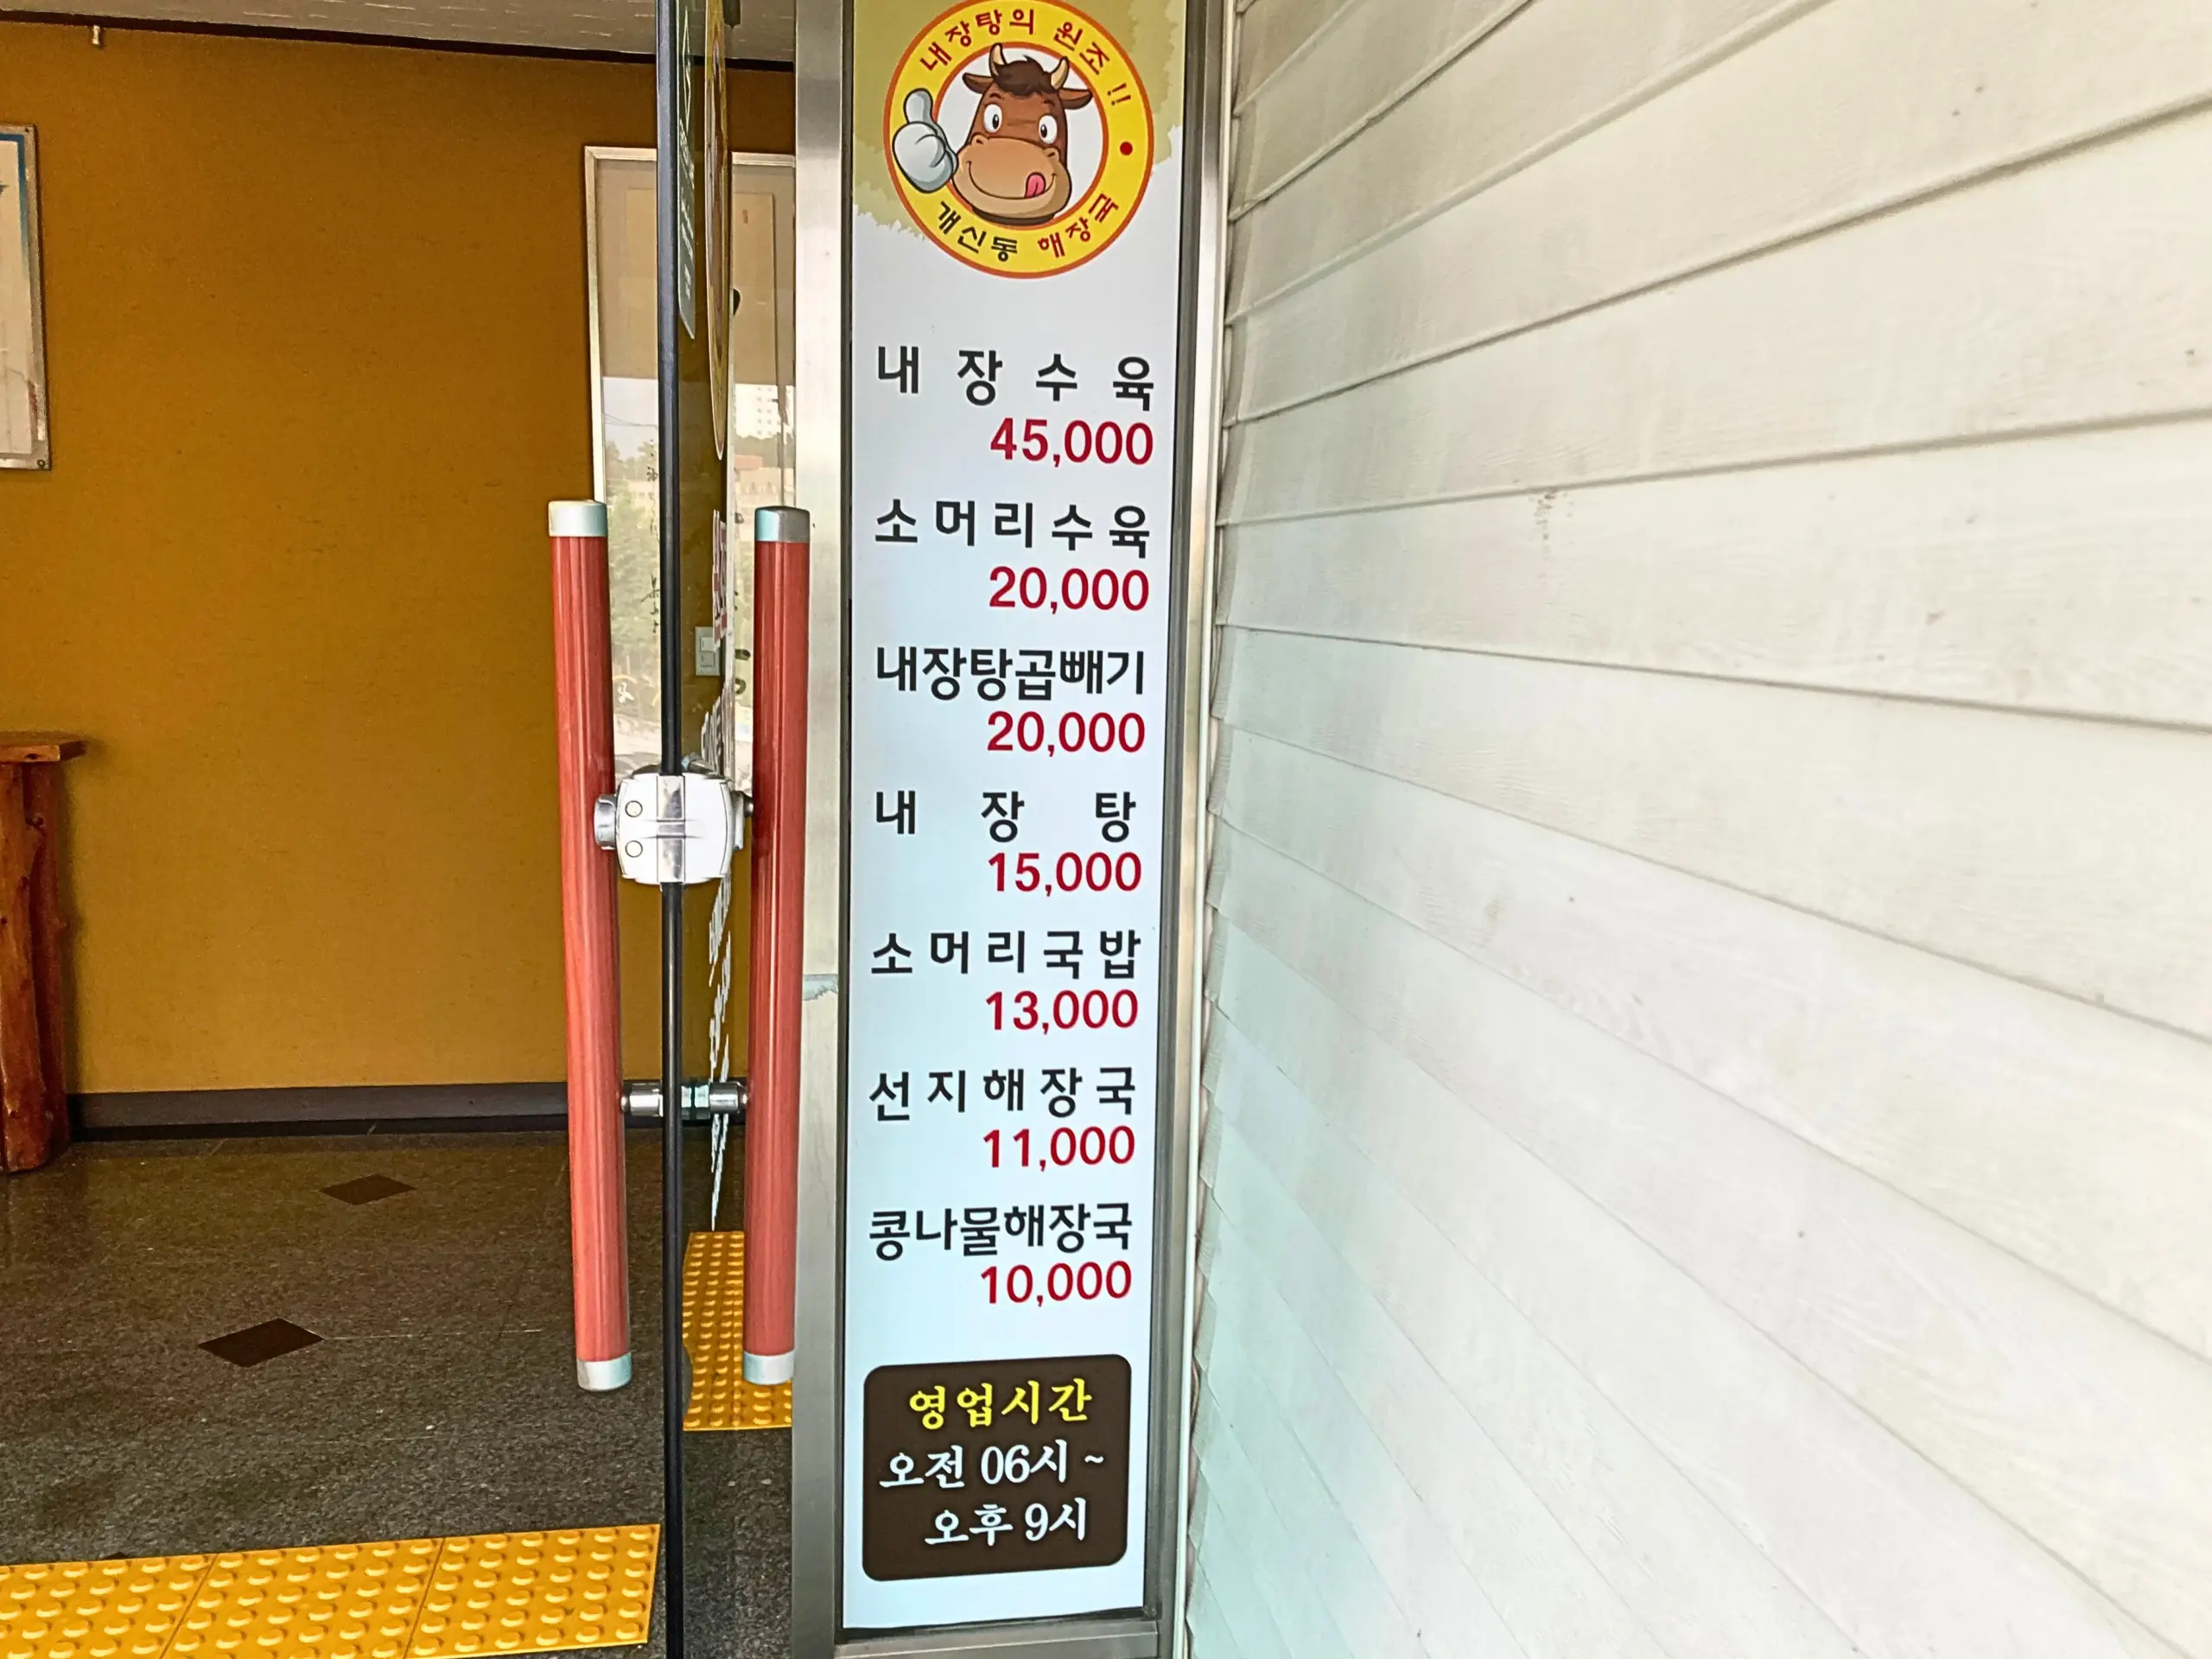 내장탕의 원조!!
개신동 해장국
내장수육
45,000
소머리수육
20,000
내장탕곱빼기
20,000
내장탕
15,000
소머리국밥
13,000
선지해장국
11,000
콩나물해장국
10,000
영업시간
오전 06시 ~
오후 9시